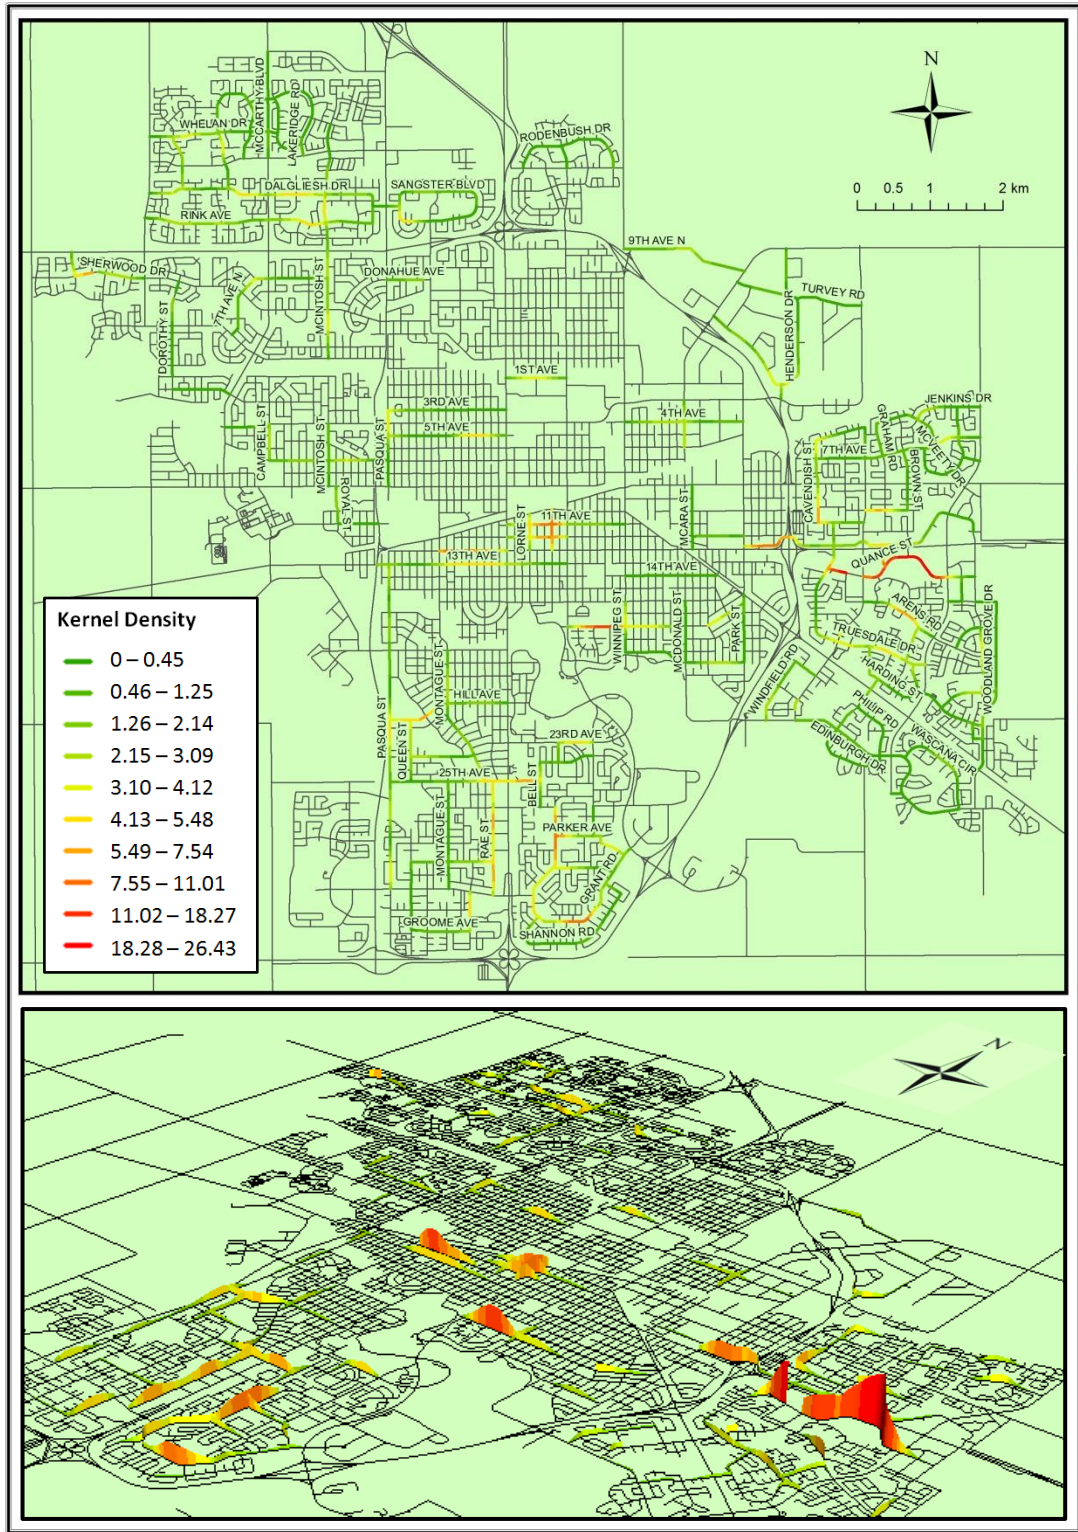 N
0 0.5 1 2 km
MCCARTHY BLVD
LAKERIDGE RD
WHELAN DR
RODENBUSH DR
DALGLIESH DR
SANGSTER BLVD
RINK AVE
9TH AVE N
SHERWOOD DR
DONAHUE AVE
7TH AVE N
MCINTOSH ST
TURVEY RD
DOROTHY ST
HENDERSON DR
1ST AVE
3RD AVE
4TH AVE
JENKINS DR
5TH AVE
CAMPBELL ST
MCINTOSH ST
PASQUA ST
GRAHAM RD
MCVEETY DR
7TH AVE
CAVENDISH ST
BROWN ST
ROYAL ST
MCARA ST
LORNE ST
11TH AVE
13TH AVE
QUANCE ST
14TH AVE
ARENS RD
WINNIPEG ST
MCDONALD ST
PARK ST
TRUESDALE DR
WOODLAND GROVE DR
HARDING ST
WINDFIELD RD
MONTAGUE ST
HILL AVE
PHILIP RD
PASQUA ST
QUEEN ST
23RD AVE
EDINBURGH DR
WASCANA CIR
25TH AVE
BELL ST
MONTAGUE ST
RAE ST
PARKER AVE
GRANT RD
GROOME AVE
SHANNON RD
Kernel Density
0 – 0.45
0.46 – 1.25
1.26 – 2.14
2.15 – 3.09
3.10 – 4.12
4.13 – 5.48
5.49 – 7.54
7.55 – 11.01
11.02 – 18.27
18.28 – 26.43
N